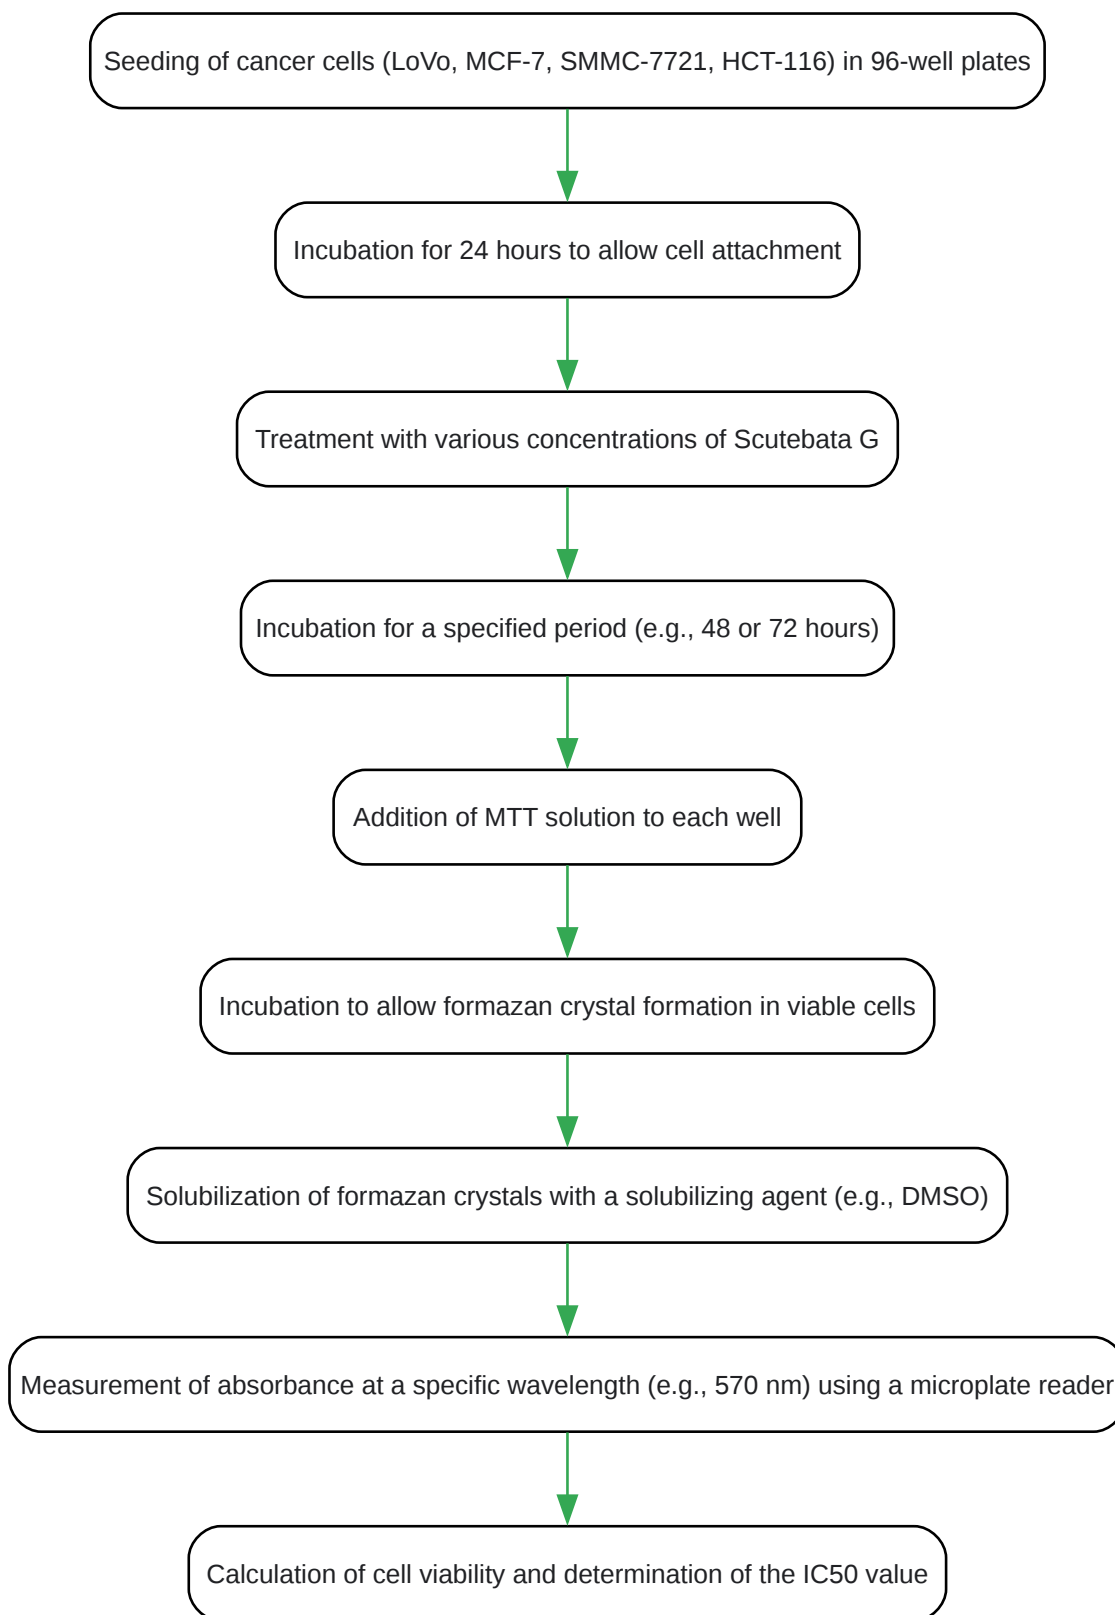 Seeding of cancer cells (LoVo, MCF-7, SMMC-7721, HCT-116) in 96-well plates
Incubation for 24 hours to allow cell attachment
Treatment with various concentrations of Scutebata G
Incubation for a specified period (e.g., 48 or 72 hours)
Addition of MTT solution to each well
Incubation to allow formazan crystal formation in viable cells
Solubilization of formazan crystals with a solubilizing agent (e.g., DMSO)
Measurement of absorbance at a specific wavelength (e.g., 570 nm) using a microplate reader
Calculation of cell viability and determination of the IC50 value